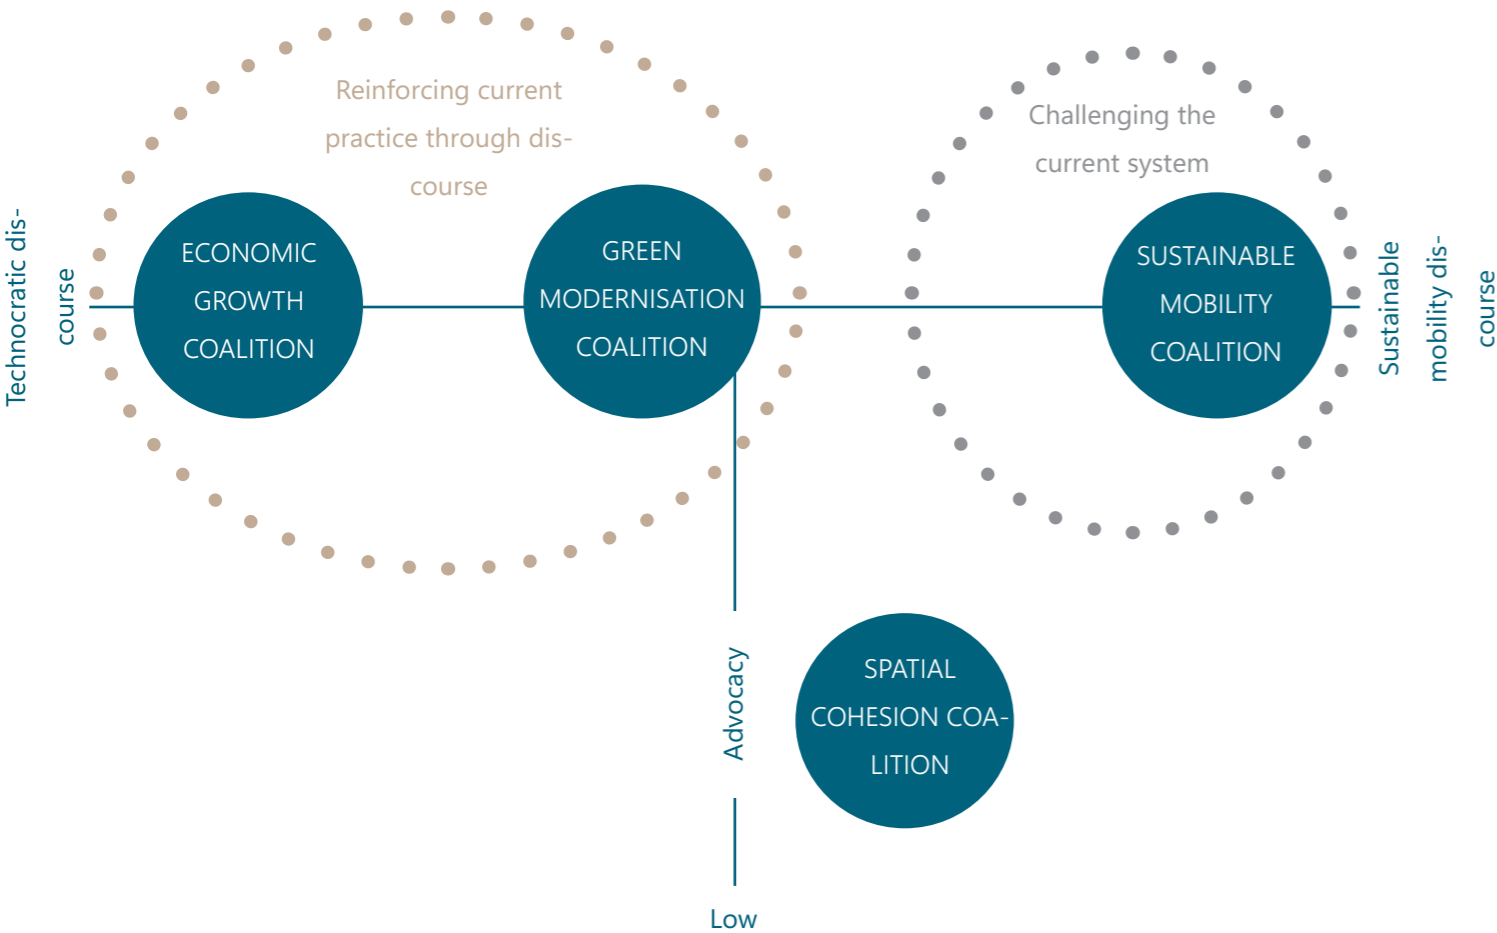 Reinforcing current
practice through dis-
course
Challenging the
current system
Technocratic dis-
course
ECONOMIC
GROWTH
COALITION
GREEN
MODERNISATION
COALITION
SUSTAINABLE
MOBILITY
COALITION
Sustainable
mobility dis-
course
Advocacy
SPATIAL
COHESION COA-
LITION
Low